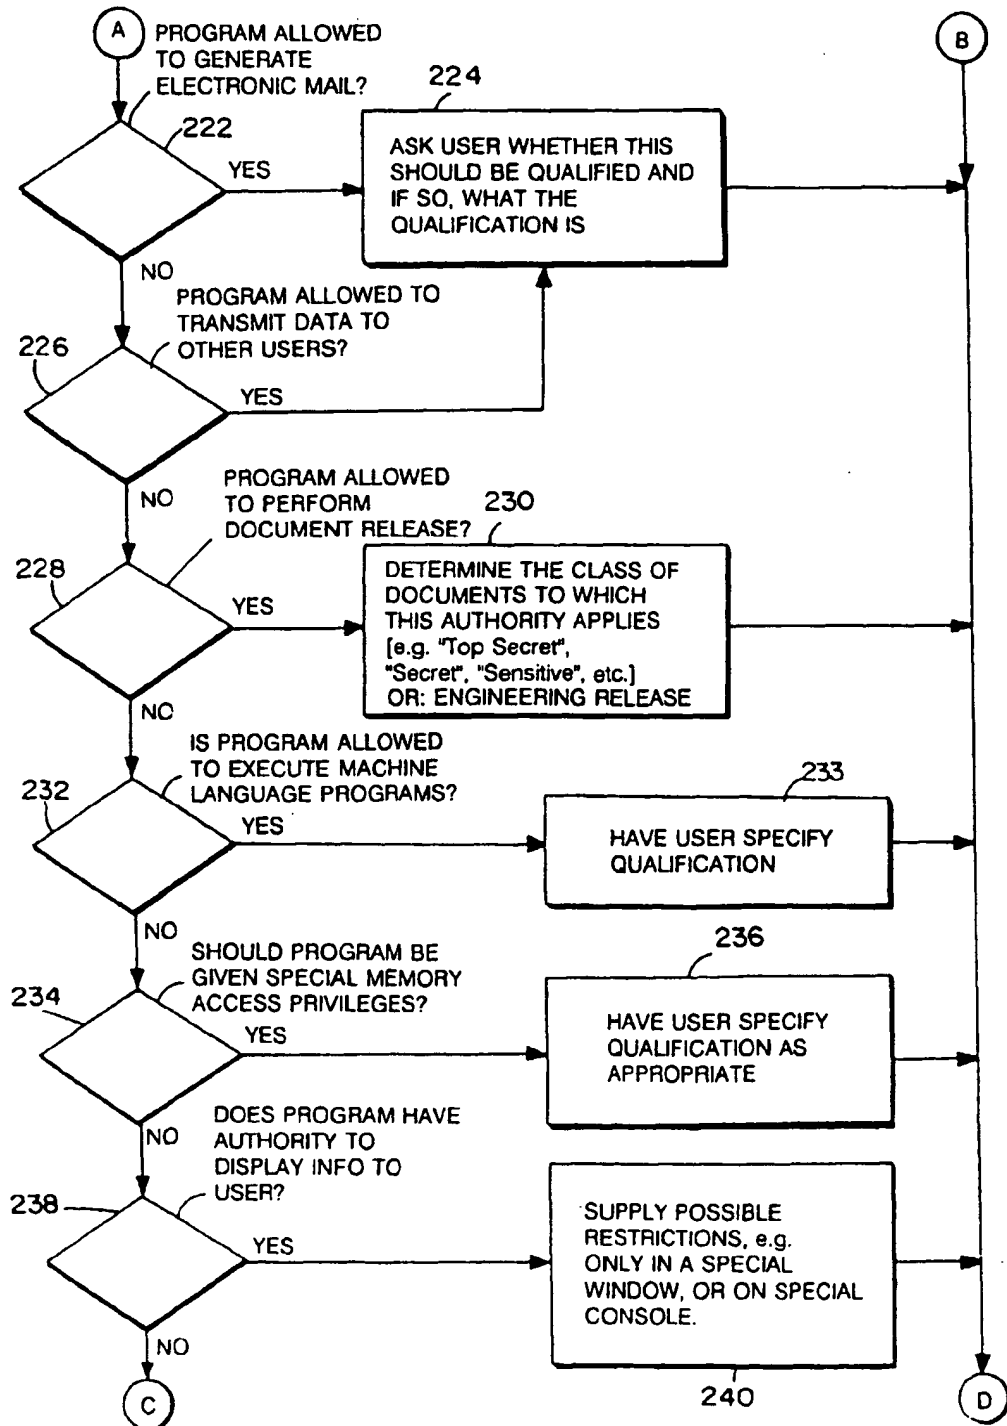 A
PROGRAM ALLOWED
TO GENERATE
ELECTRONIC MAIL?
B
222
224
YES
ASK USER WHETHER THIS
SHOULD BE QUALIFIED AND
IF SO, WHAT THE
QUALIFICATION IS
NO
PROGRAM ALLOWED TO
TRANSMIT DATA TO
OTHER USERS?
226
YES
NO
PROGRAM ALLOWED
TO PERFORM
DOCUMENT RELEASE?
228
230
YES
DETERMINE THE CLASS OF
DOCUMENTS TO WHICH
THIS AUTHORITY APPLIES
[e.g. "Top Secret",
"Secret", "Sensitive", etc.]
OR: ENGINEERING RELEASE
NO
IS PROGRAM ALLOWED
TO EXECUTE MACHINE
LANGUAGE PROGRAMS?
232
233
YES
HAVE USER SPECIFY
QUALIFICATION
NO
SHOULD PROGRAM BE
GIVEN SPECIAL MEMORY
ACCESS PRIVILEGES?
234
236
YES
HAVE USER SPECIFY
QUALIFICATION AS
APPROPRIATE
NO
DOES PROGRAM HAVE
AUTHORITY TO
DISPLAY INFO TO
USER?
238
YES
SUPPLY POSSIBLE
RESTRICTIONS, e.g.
ONLY IN A SPECIAL
WINDOW, OR ON SPECIAL
CONSOLE.
240
NO
C
D